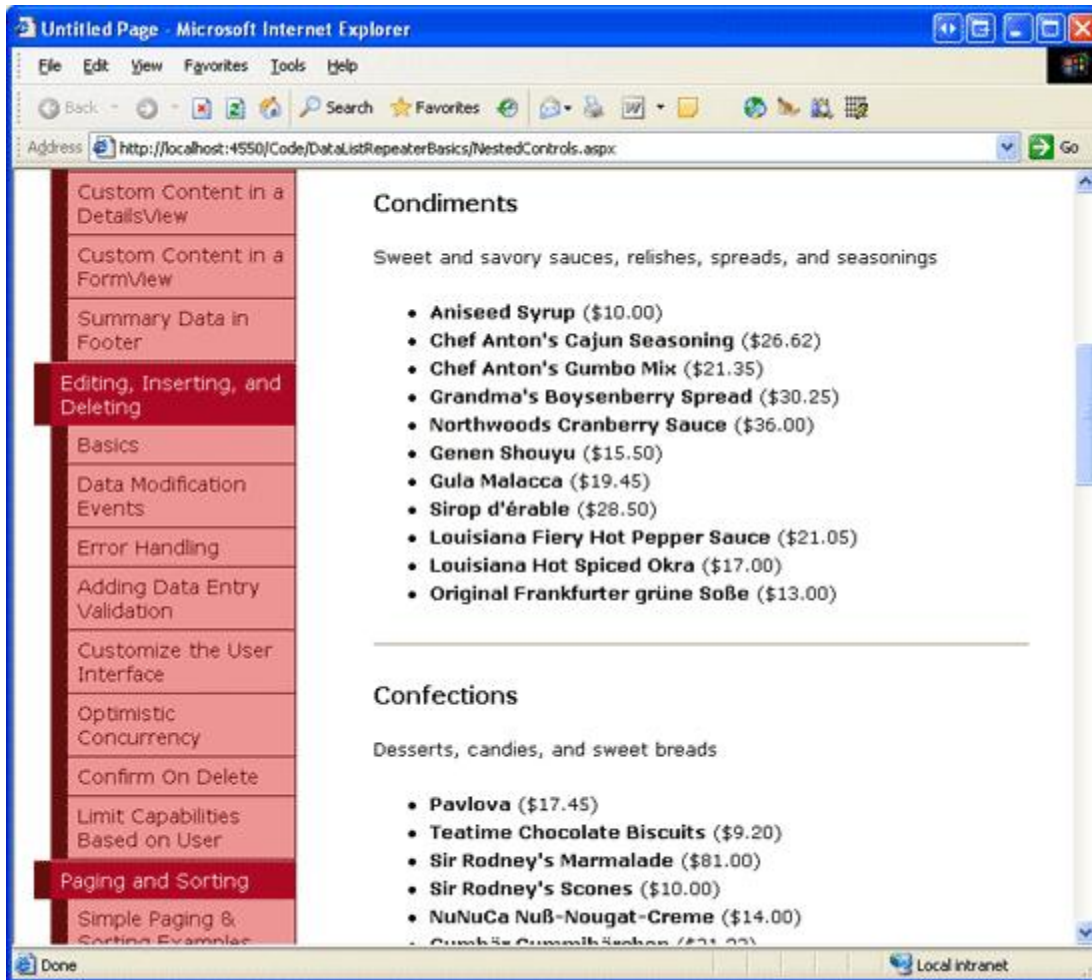 Untitled Page - Microsoft Internet Explorer
File Edit View Favorites Tools Help
Back Search Favorites
Address http://localhost:4550/Code/DataListRepeaterBasics/NestedControls.aspx Go
Custom Content in a
DetailsView
Custom Content in a
FormView
Summary Data in
Footer
Editing, Inserting, and
Deleting
Basics
Data Modification
Events
Error Handling
Adding Data Entry
Validation
Customize the User
Interface
Optimistic
Concurrency
Confirm On Delete
Limit Capabilities
Based on User
Paging and Sorting
Simple Paging &
Sorting Examples
Condiments
Sweet and savory sauces, relishes, spreads, and seasonings
• Aniseed Syrup ($10.00)
• Chef Anton's Cajun Seasoning ($26.62)
• Chef Anton's Gumbo Mix ($21.35)
• Grandma's Boysenberry Spread ($30.25)
• Northwoods Cranberry Sauce ($36.00)
• Genen Shouyu ($15.50)
• Gula Malacca ($19.45)
• Sirop d'érable ($28.50)
• Louisiana Fiery Hot Pepper Sauce ($21.05)
• Louisiana Hot Spiced Okra ($17.00)
• Original Frankfurter grüne Soße ($13.00)
Confections
Desserts, candies, and sweet breads
• Pavlova ($17.45)
• Teatime Chocolate Biscuits ($9.20)
• Sir Rodney's Marmalade ($81.00)
• Sir Rodney's Scones ($10.00)
• NuNuCa Nuß-Nougat-Creme ($14.00)
Done Local intranet